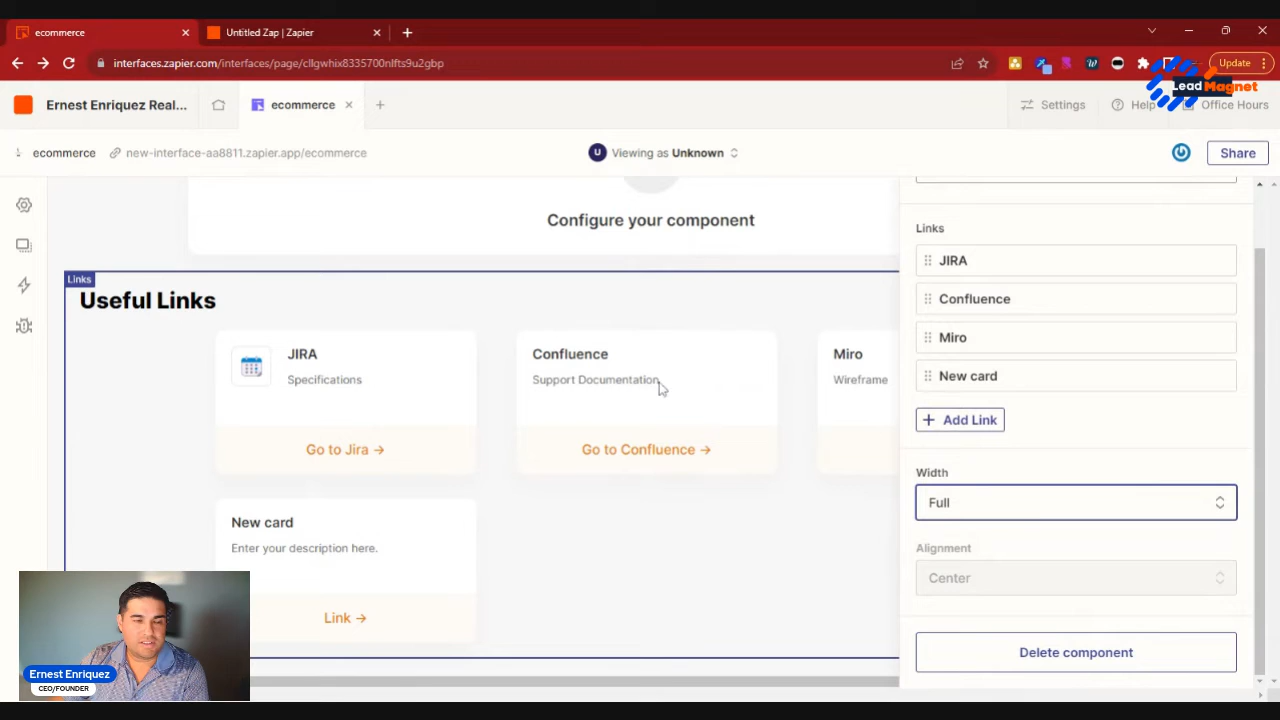 ecommerce
Untitled Zap | Zapier
interfaces.zapier.com/interfaces/page/cllgwhix8335700nlfts9u2gbp
Update
Lead Magnet
Ernest Enriquez Real...
ecommerce
Settings
Help
Office Hours
ecommerce
new-interface-aa8811.zapier.app/ecommerce
U
Viewing as Unknown
Share
Configure your component
Links
Useful Links
JIRA
Specifications
Go to Jira →
Confluence
Support Documentation
Go to Confluence →
Miro
Wireframe
New card
Enter your description here.
Link →
Links
JIRA
Confluence
Miro
New card
+ Add Link
Width
Full
Alignment
Center
Delete component
Ernest Enriquez
CEO/FOUNDER